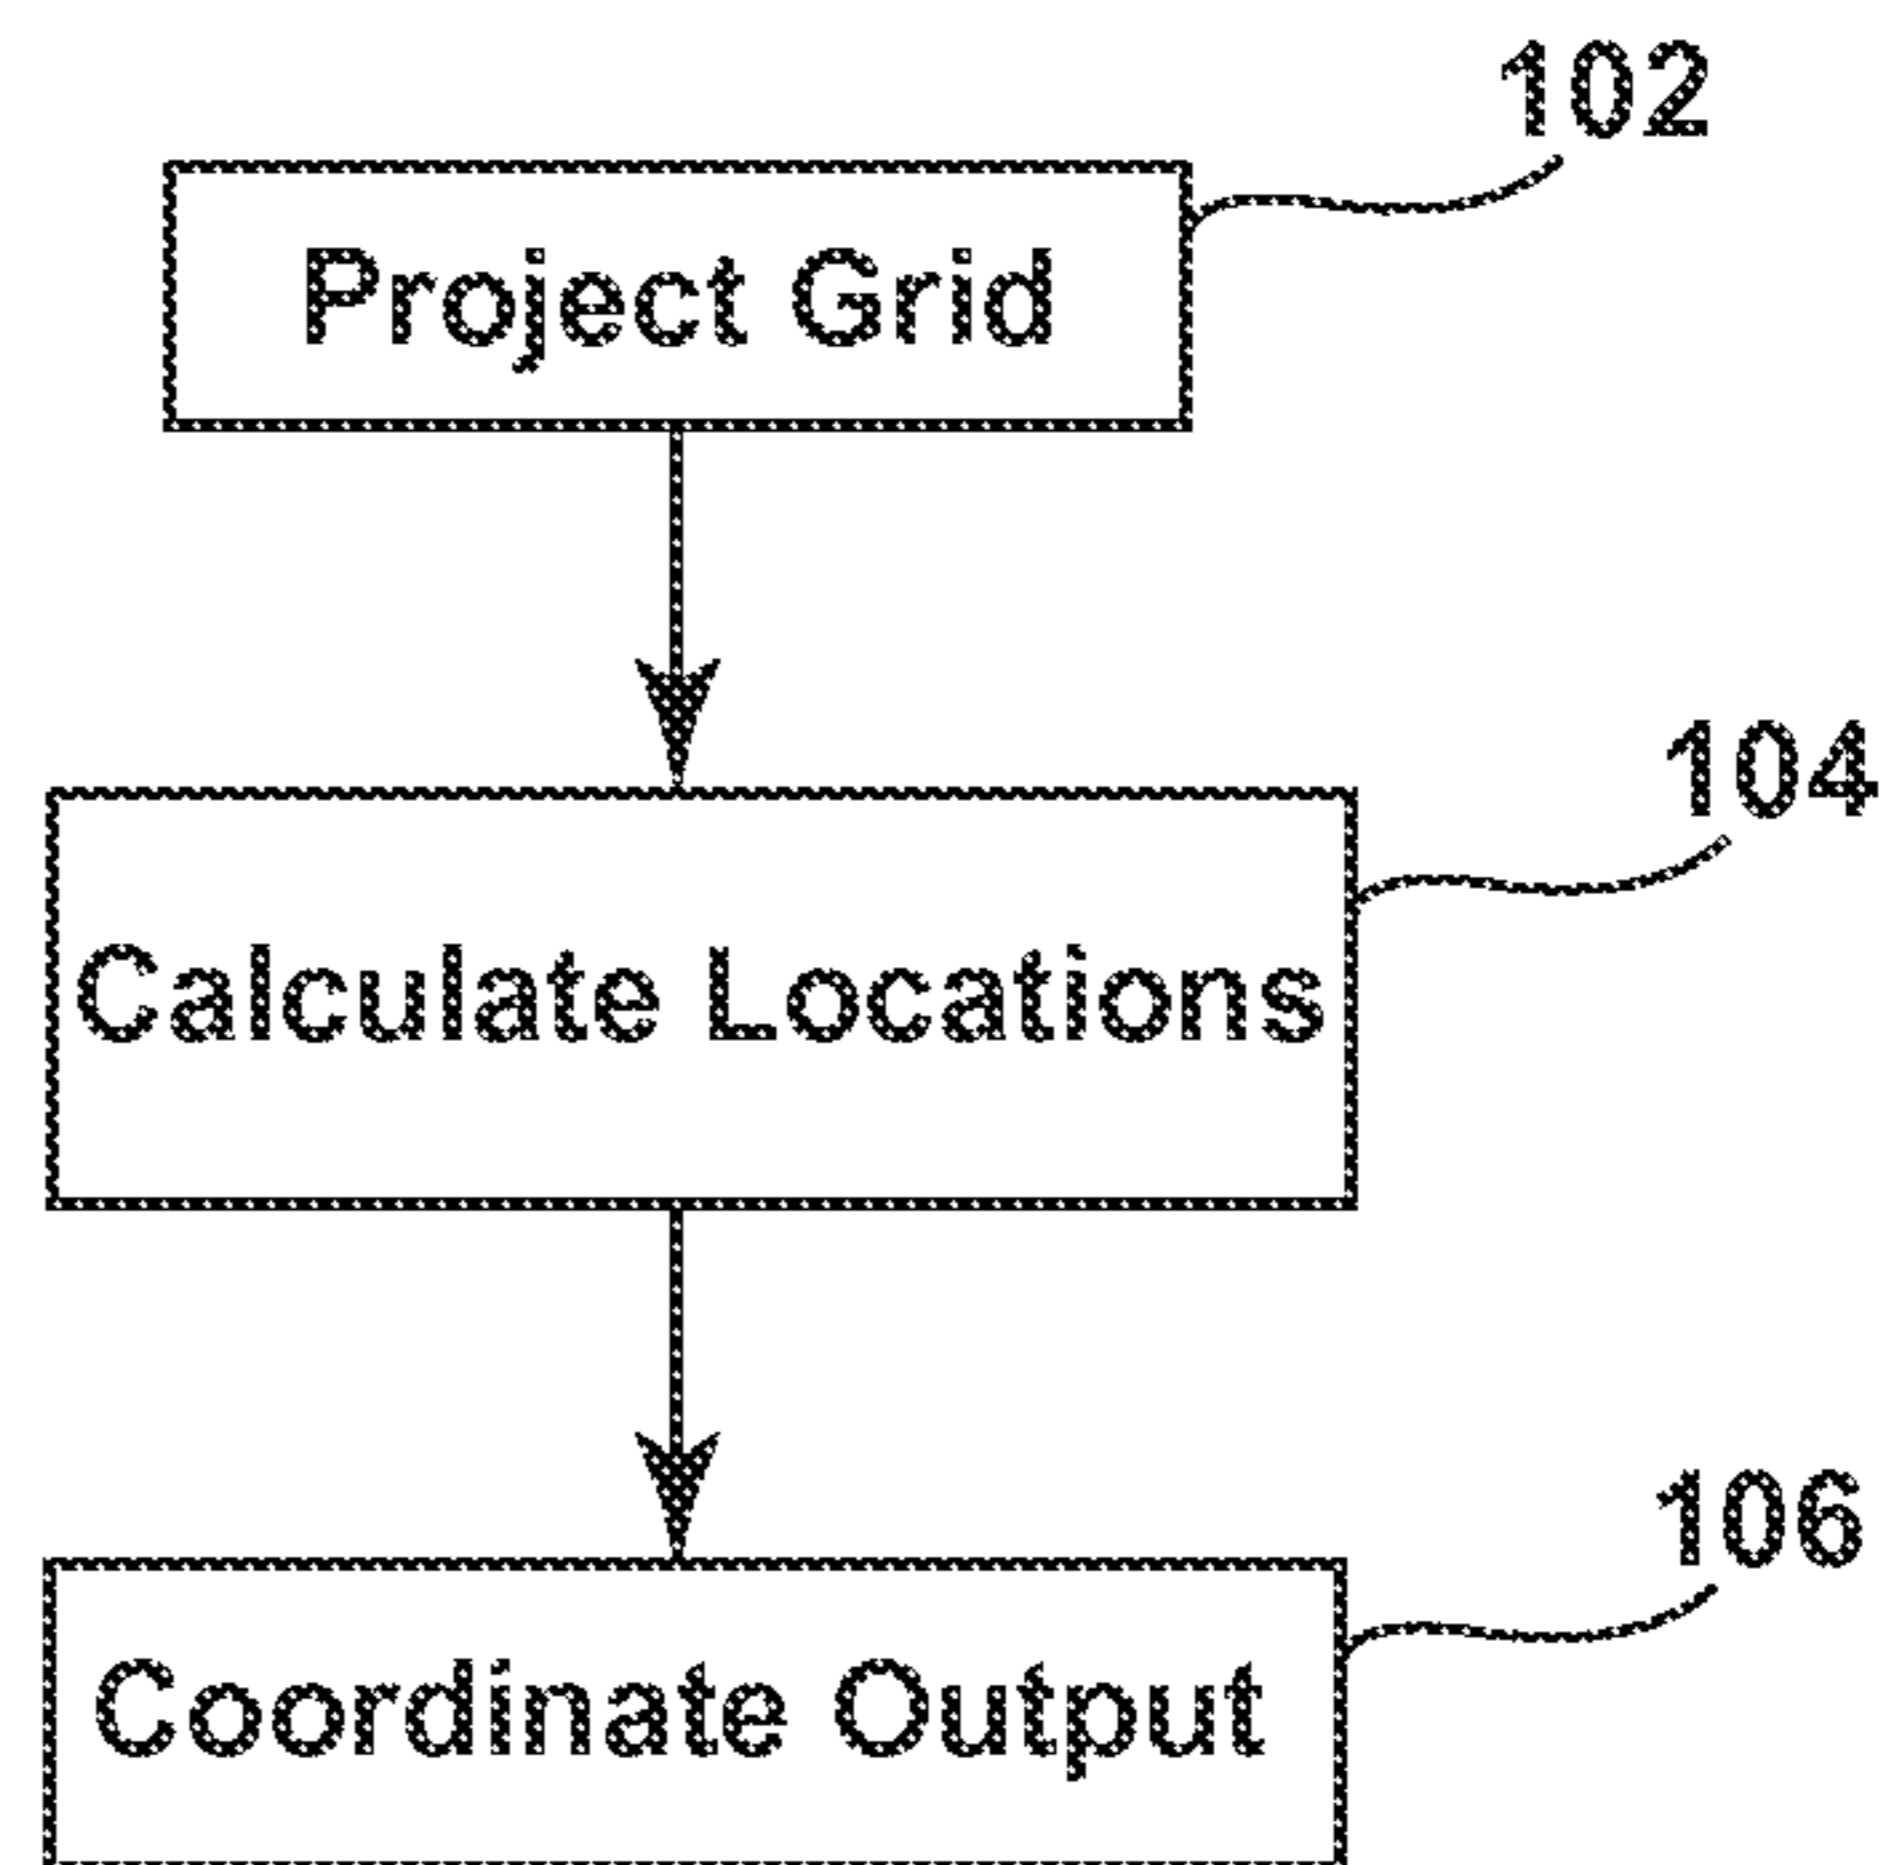 102
Project Grid
104
Calculate Locations
106
Coordinate Output